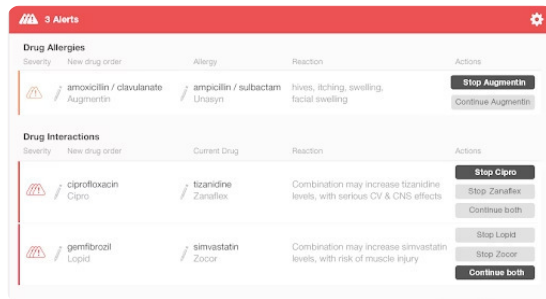 3 Alerts
Drug Allergies
Severity New drug order Allergy Reaction Actions
amoxicillin / clavulanate ampicillin / sulbactam hives, itching, swelling, Stop Augmentin
Augmentin Unasyn facial swelling Continue Augmentin
Drug Interactions
Severity New drug order Current Drug Reaction Actions
Stop Cipro
ciprofloxacin tizanidine Combination may increase tizanidine Stop Zanaflex
Cipro Zanaflex levels, with serious CV & CNS effects
Continue both
Stop Lopid
gemfibrozil simvastatin Combination may increase simvastatin Stop Zocor
Lopid Zocor levels, with risk of muscle injury
Continue both